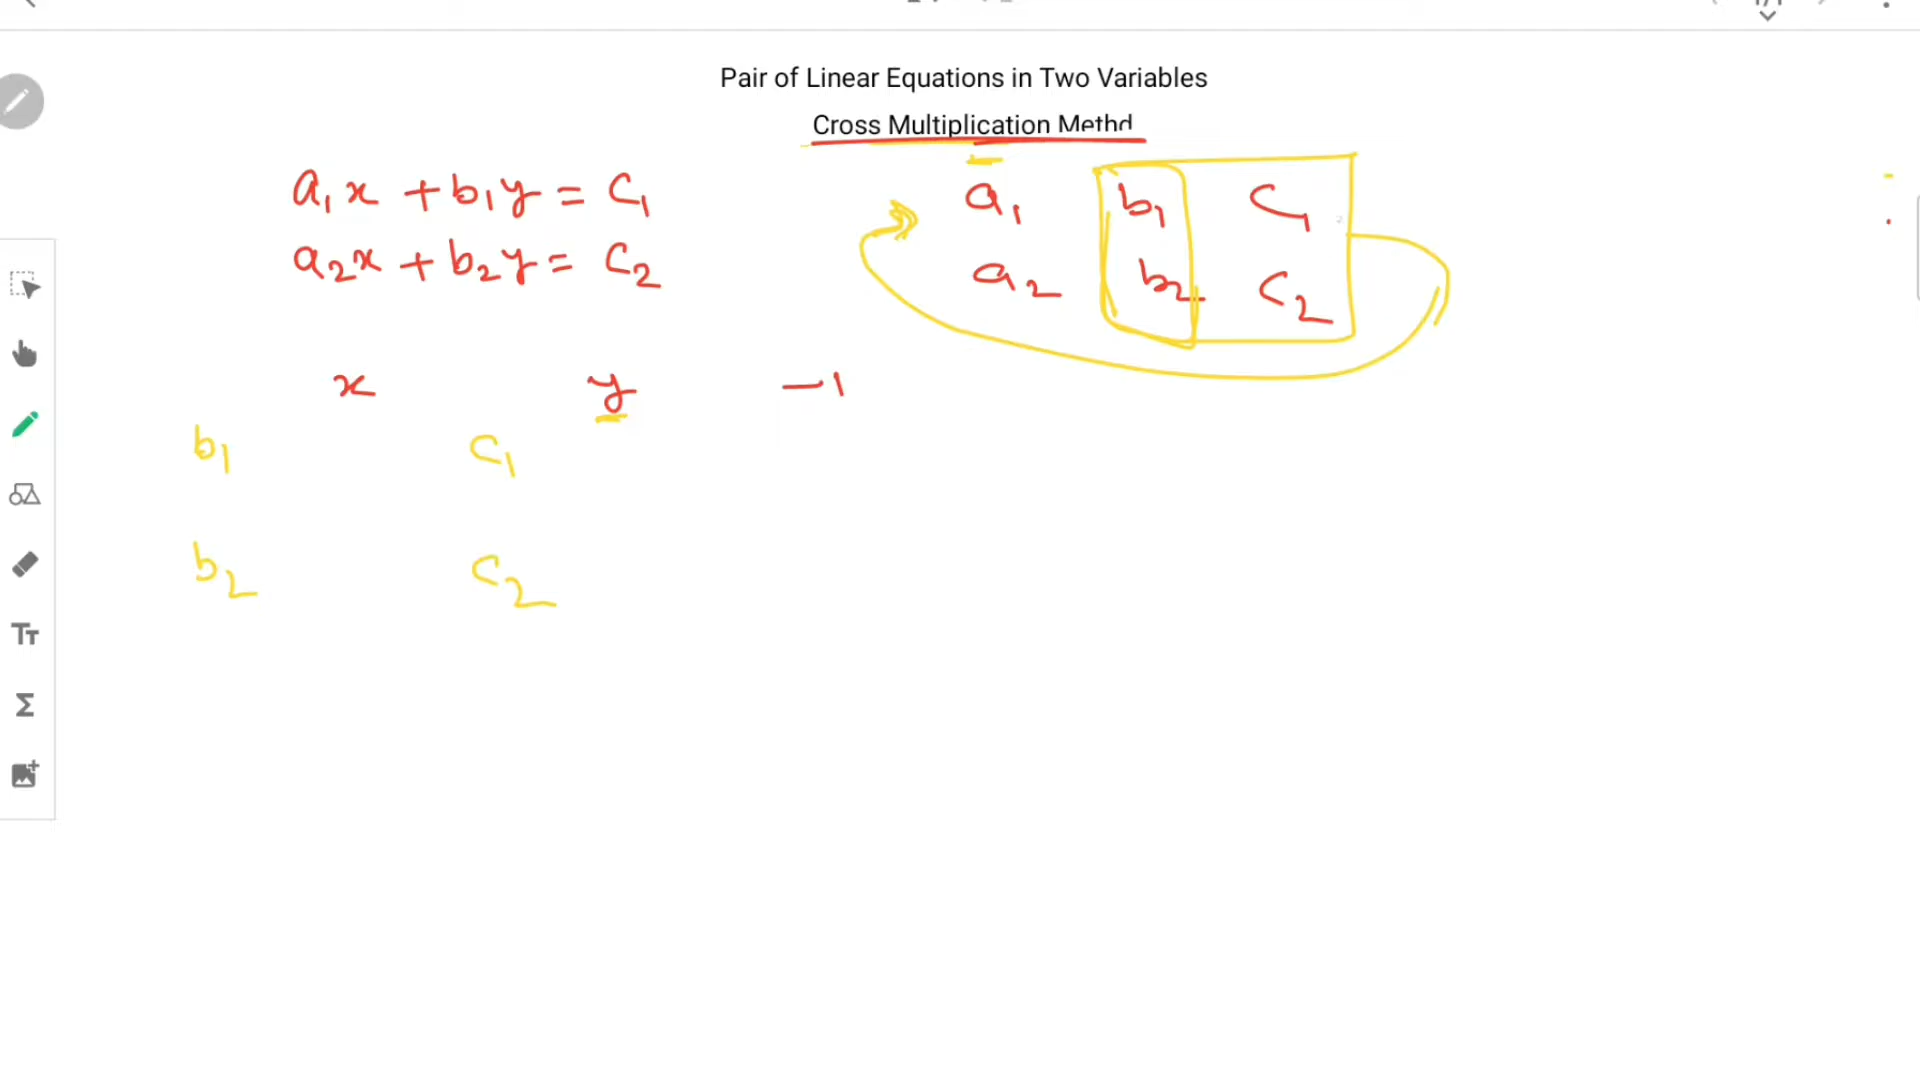 Pair of Linear Equations in Two Variables
Cross Multiplication Methd
a₁x + b₁y = c₁
a₂x + b₂y = c₂
a₁ b₁ c₁
a₂ b₂ c₂
x y -1
b₁ c₁
b₂ c₂